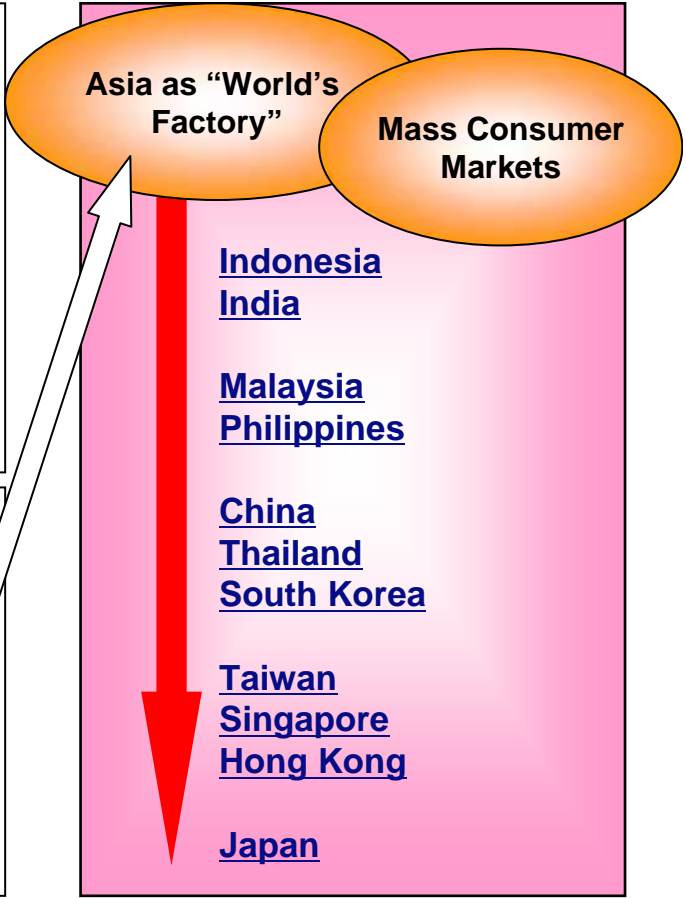 Asia as “World’s
Factory”
Mass Consumer
Markets
Indonesia
India
Malaysia
Philippines
China
Thailand
South Korea
Taiwan
Singapore
Hong Kong
Japan